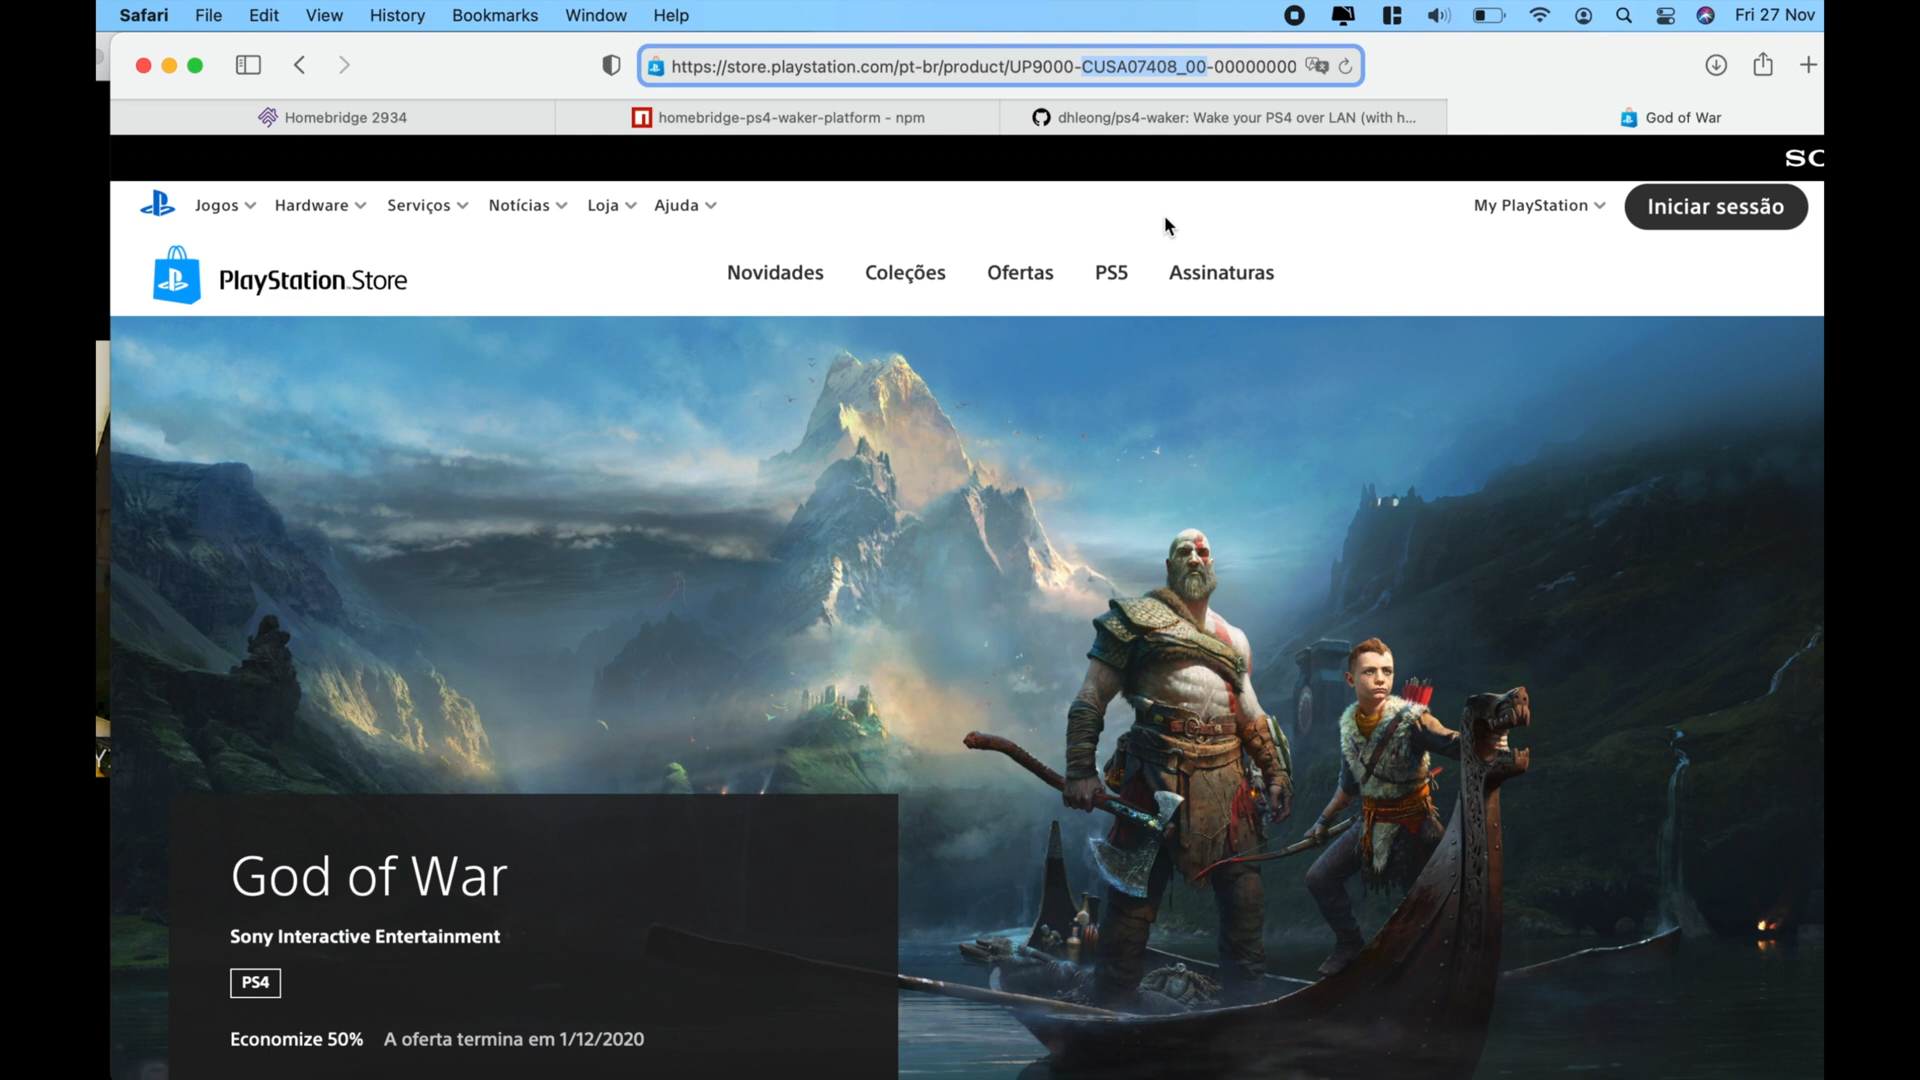 Safari File Edit View History Bookmarks Window Help Fri 27 Nov
https://store.playstation.com/pt-br/product/UP9000-CUSA07408_00-00000000
Homebridge 2934 homebridge-ps4-waker-platform - npm dhleong/ps4-waker: Wake your PS4 over LAN (with h... God of War
Jogos Hardware Serviços Notícias Loja Ajuda My PlayStation Iniciar sessão
PlayStation Store Novidades Coleções Ofertas PS5 Assinaturas
God of War
Sony Interactive Entertainment
PS4
Economize 50% A oferta termina em 1/12/2020